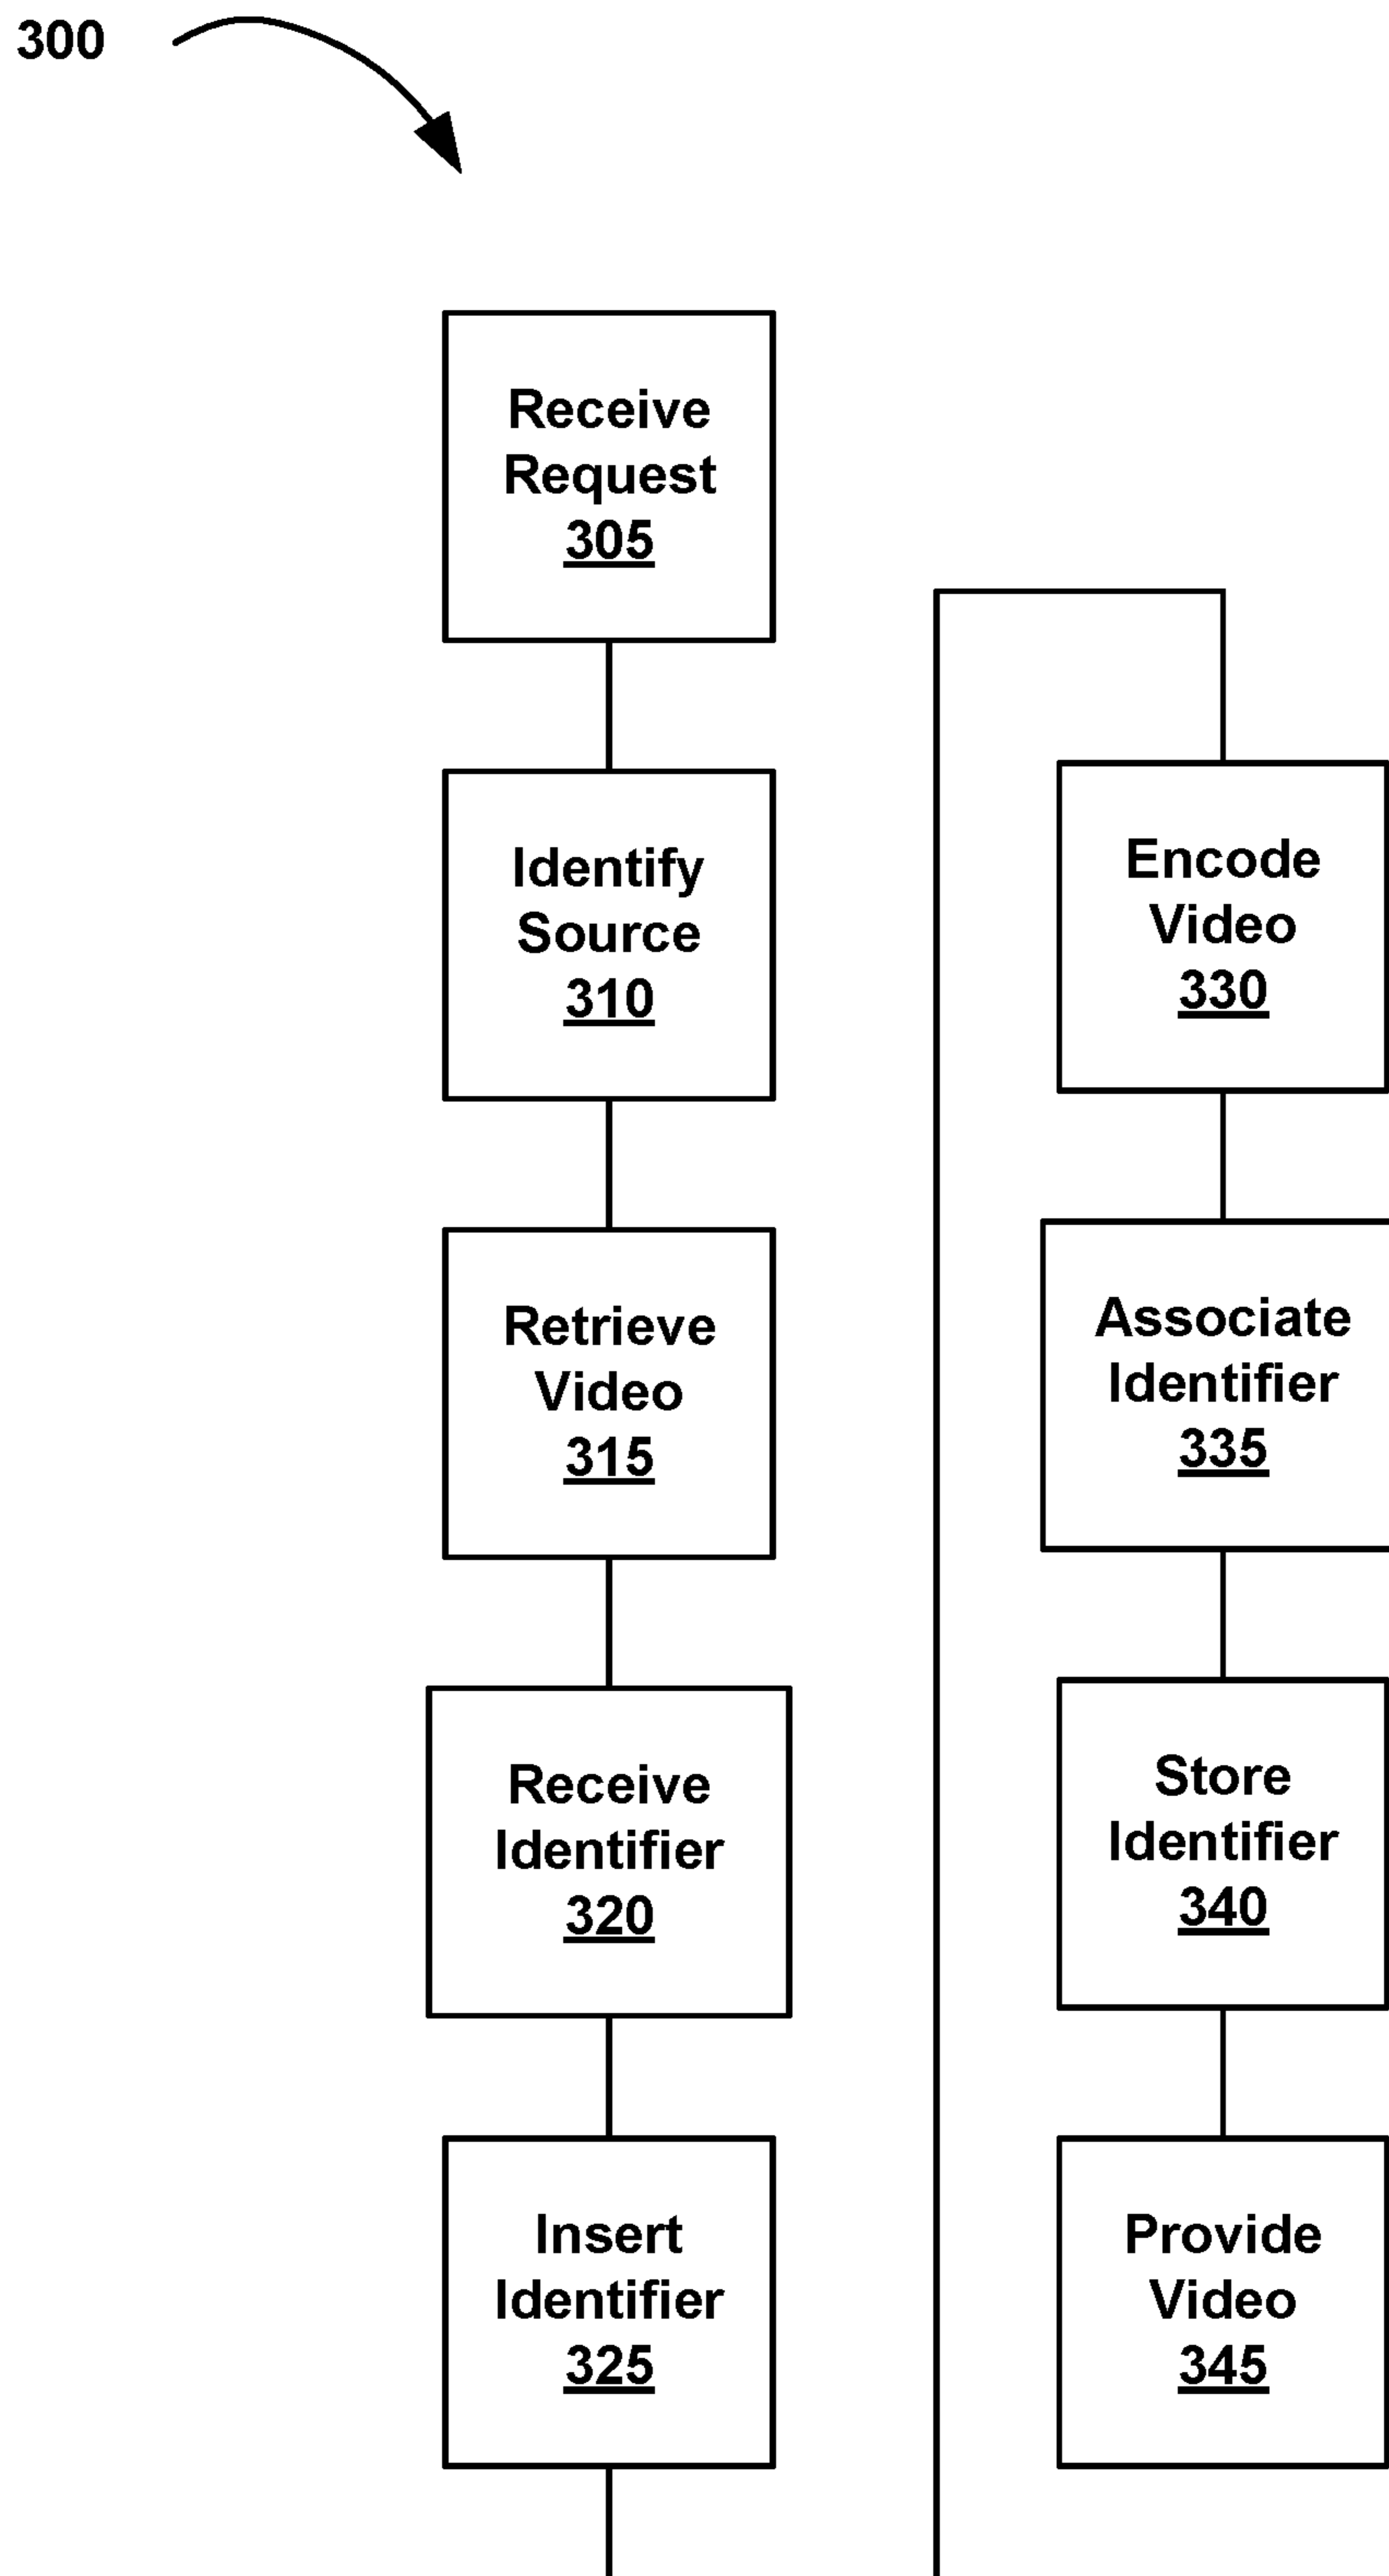 300
Receive
Request
305
Identify
Source
310
Retrieve
Video
315
Receive
Identifier
320
Insert
Identifier
325
Encode
Video
330
Associate
Identifier
335
Store
Identifier
340
Provide
Video
345